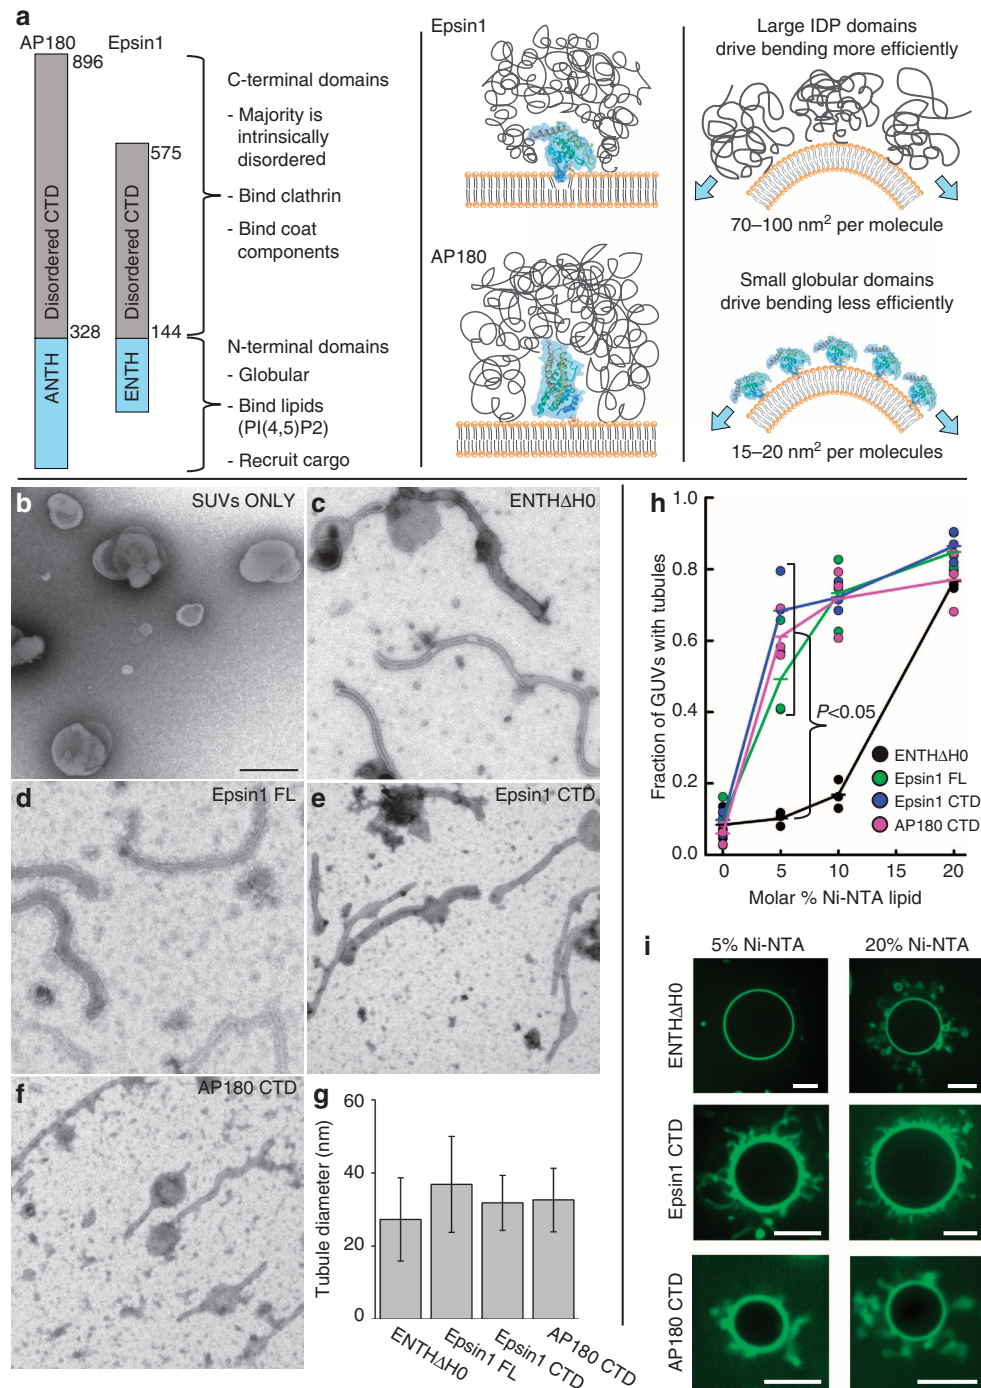 a
AP180
Epsin1
896
575
Disordered CTD
Disordered CTD
328
144
ANTH
ENTH
C-terminal domains
- Majority is
intrinsically
disordered
- Bind clathrin
- Bind coat
components
N-terminal domains
- Globular
- Bind lipids
(PI(4,5)P2)
- Recruit cargo
Epsin1
AP180
Large IDP domains
drive bending more efficiently
70–100 nm² per molecule
Small globular domains
drive bending less efficiently
15–20 nm² per molecules
b
SUVs ONLY
c
ENTHΔH0
d
Epsin1 FL
e
Epsin1 CTD
f
AP180 CTD
g
Tubule diameter (nm)
60
40
20
0
ENTHΔH0
Epsin1 FL
Epsin1 CTD
AP180 CTD
h
Fraction of GUVs with tubules
1.0
0.8
0.6
0.4
0.2
0.0
P<0.05
ENTHΔH0
Epsin1 FL
Epsin1 CTD
AP180 CTD
0
5
10
15
20
Molar % Ni-NTA lipid
i
5% Ni-NTA
20% Ni-NTA
ENTHΔH0
Epsin1 CTD
AP180 CTD